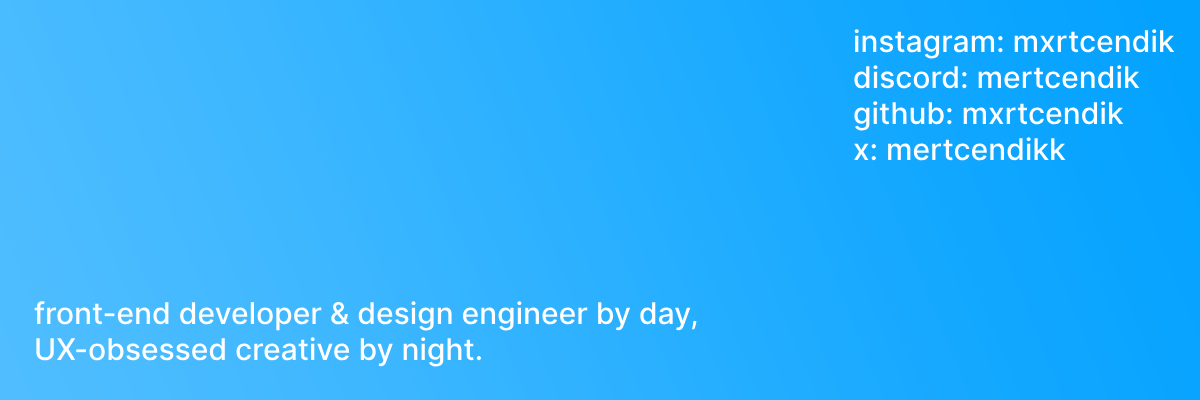 instagram: mxrtcendik
discord: mertcendik
github: mxrtcendik
x: mertcendikk
front-end developer & design engineer by day,
UX-obsessed creative by night.